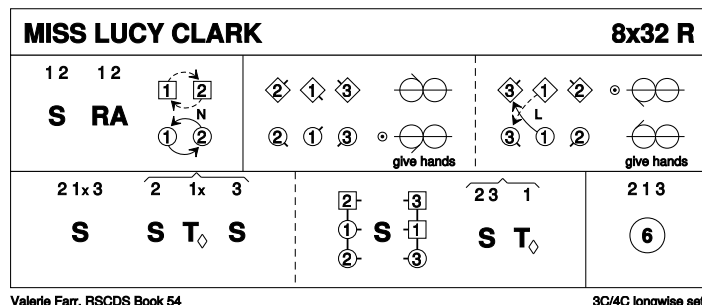 MISS LUCY CLARK 8x32 R
1 2 1 2 1 2 2 1 3 3 1 2
S RA N L
1 2 2 1 3 3 1 2
give hands give hands
2 1x 3 2 1x 3 2 3 2 3 1 2 1 3
S S T◊ S 1 S 1 S T◊ 6
2 3
Valerie Farr, RSCDS Book 54 3C/4C longwise set